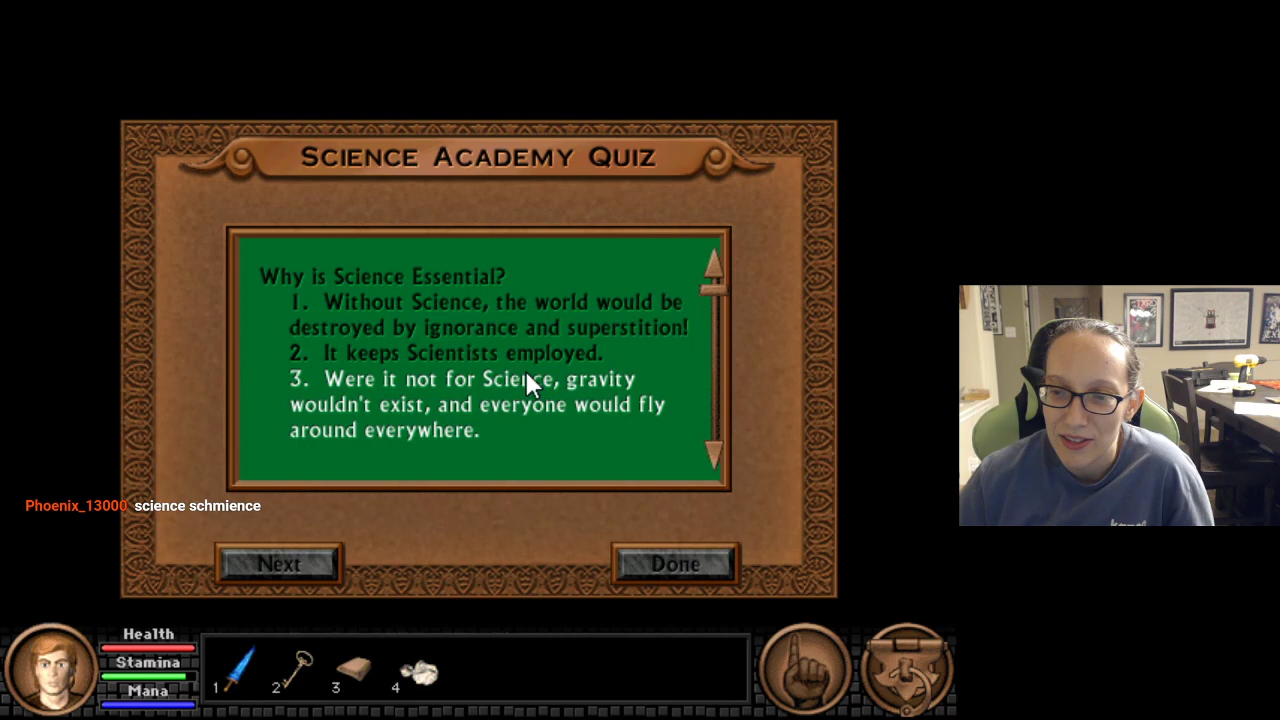 SCIENCE ACADEMY QUIZ
Why is Science Essential?
1. Without Science, the world would be
destroyed by ignorance and superstition!
2. It keeps Scientists employed.
3. Were it not for Science, gravity
wouldn't exist, and everyone would fly
around everywhere.
Phoenix_13000 science schmience
Next
Done
Health
Stamina
Mana
1
2
3
4